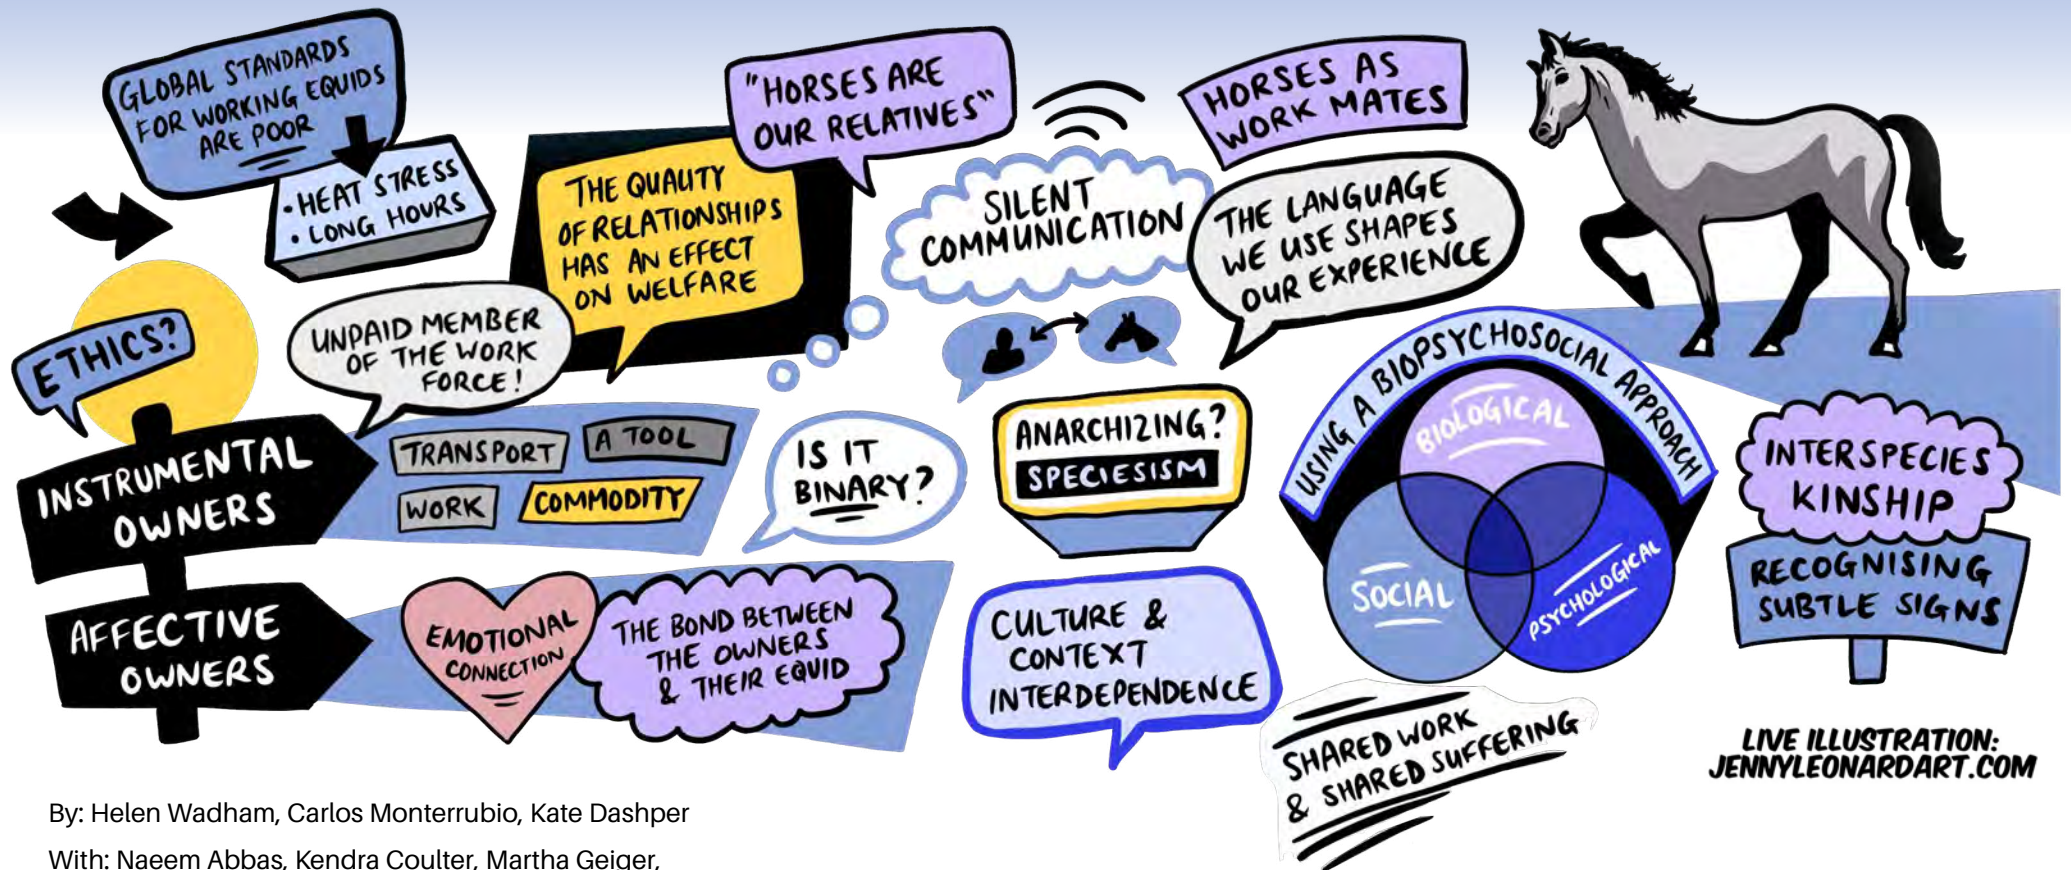 GLOBAL STANDARDS
FOR WORKING EQUIDS
ARE POOR
• HEAT STRESS
• LONG HOURS
"HORSES ARE
OUR RELATIVES"
THE QUALITY
OF RELATIONSHIPS
HAS AN EFFECT
ON WELFARE
SILENT
COMMUNICATION
HORSES AS
WORK MATES
THE LANGUAGE
WE USE SHAPES
OUR EXPERIENCE
ETHICS?
UNPAID MEMBER
OF THE WORK
FORCE!
INSTRUMENTAL
OWNERS
TRANSPORT
A TOOL
WORK
COMMODITY
IS IT
BINARY?
ANARCHIZING?
SPECIESISM
USING A BIOPSYCHOSOCIAL APPROACH
BIOLOGICAL
SOCIAL
PSYCHOLOGICAL
INTERSPECIES
KINSHIP
RECOGNISING
SUBTLE SIGNS
AFFECTIVE
OWNERS
EMOTIONAL
CONNECTION
THE BOND BETWEEN
THE OWNERS
& THEIR EQUID
CULTURE &
CONTEXT
INTERDEPENDENCE
SHARED WORK
& SHARED SUFFERING
LIVE ILLUSTRATION:
JENNYLEONARDART.COM
By: Helen Wadham, Carlos Monterrubio, Kate Dashper
With: Naeem Abbas, Kendra Coulter, Martha Geiger,